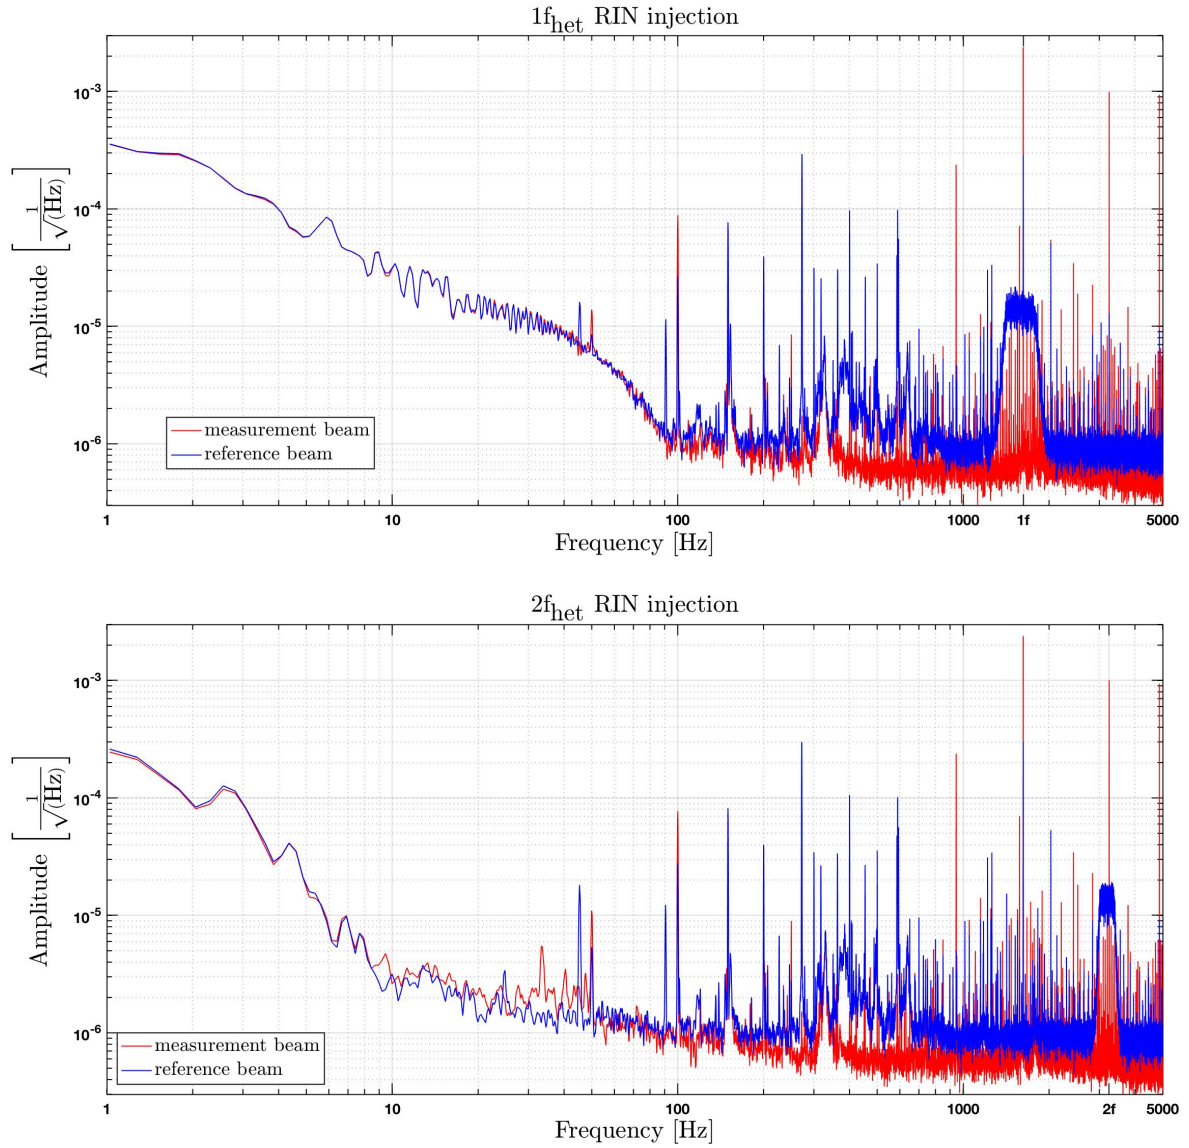 1f_het RIN injection
10^-3
10^-4
10^-5
10^-6
Amplitude [1/√(Hz)]
measurement beam
reference beam
1 10 100 1000 1f 5000
Frequency [Hz]
2f_het RIN injection
10^-3
10^-4
10^-5
10^-6
Amplitude [1/√(Hz)]
measurement beam
reference beam
1 10 100 1000 2f 5000
Frequency [Hz]